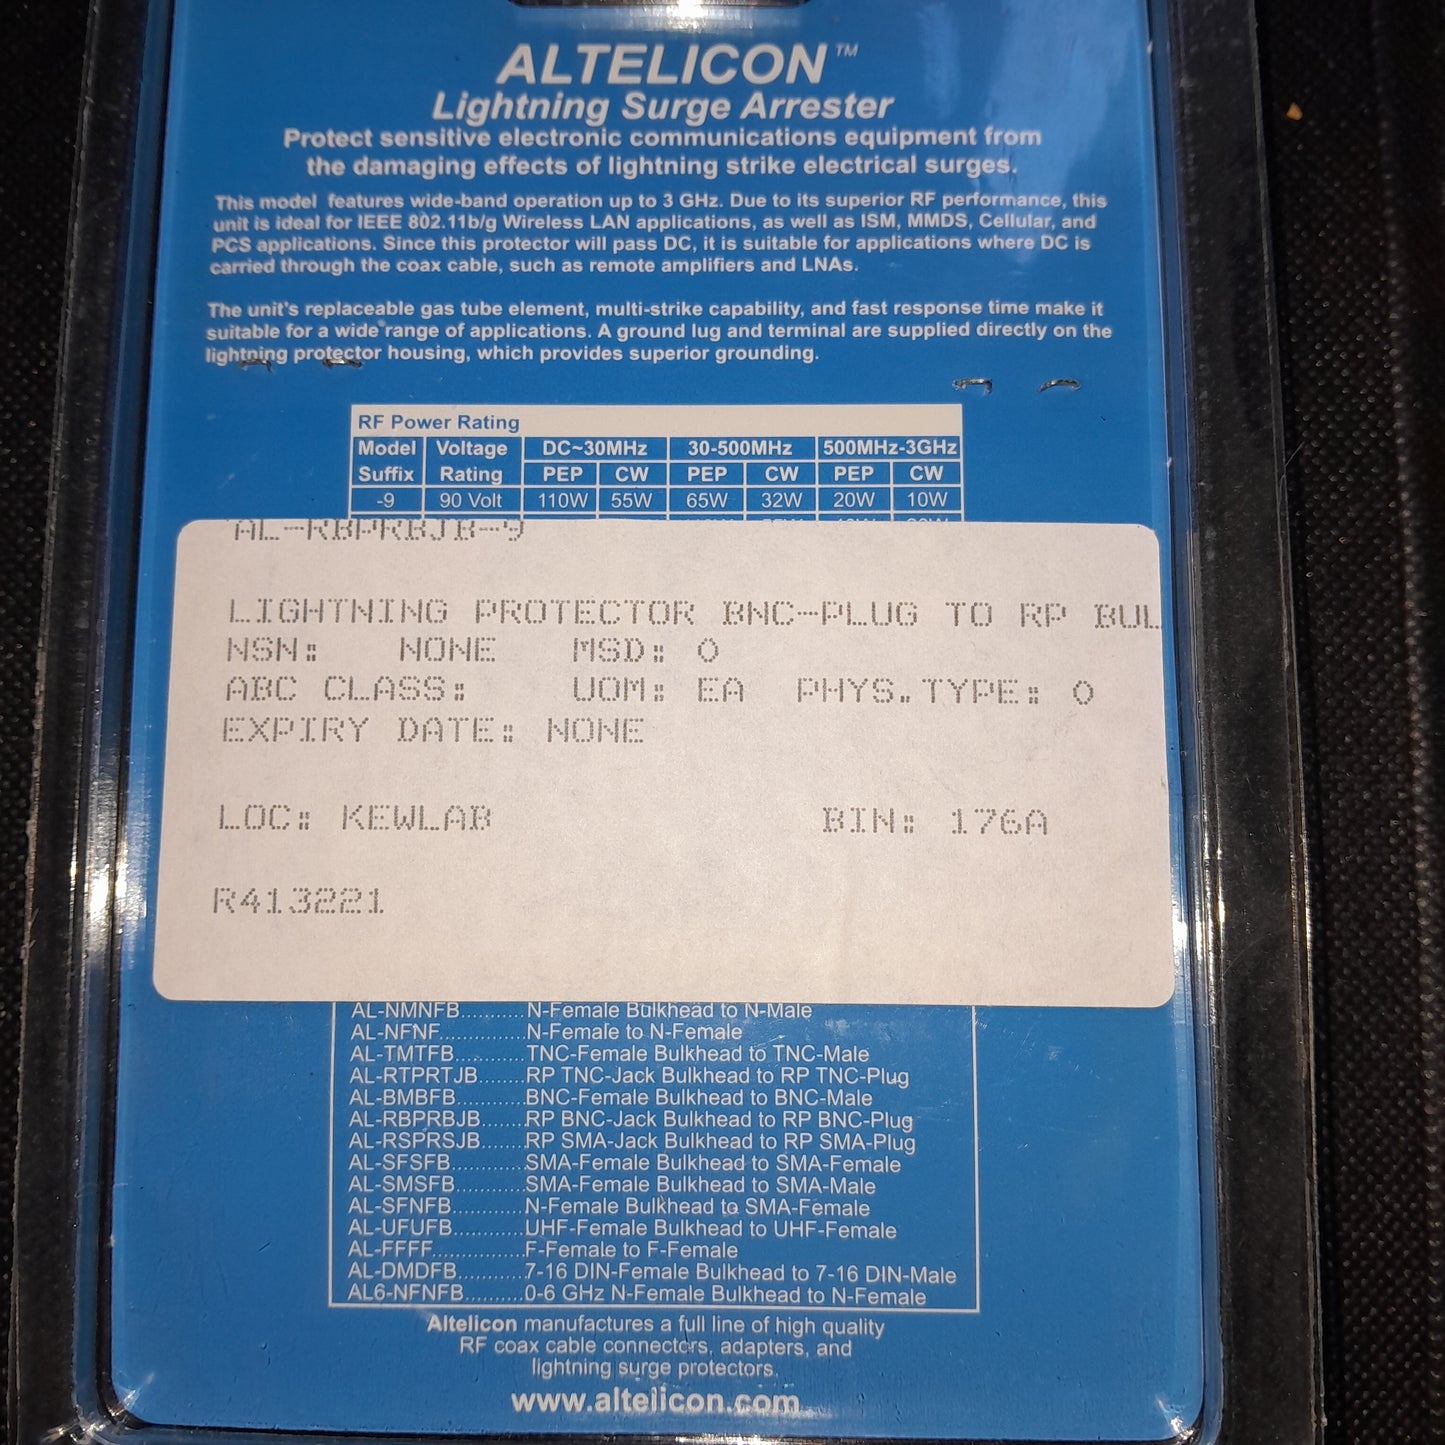 ALTELICON™
Lightning Surge Arrester
Protect sensitive electronic communications equipment from
the damaging effects of lightning strike electrical surges.
This model features wide-band operation up to 3 GHz. Due to its superior RF performance, this
unit is ideal for IEEE 802.11b/g Wireless LAN applications, as well as ISM, MMDS, Cellular, and
PCS applications. Since this protector will pass DC, it is suitable for applications where DC is
carried through the coax cable, such as remote amplifiers and LNAs.
The unit's replaceable gas tube element, multi-strike capability, and fast response time make it
suitable for a wide range of applications. A ground lug and terminal are supplied directly on the
lightning protector housing, which provides superior grounding.
RF Power Rating
Model Voltage DC~30MHz 30-500MHz 500MHz-3GHz
Suffix Rating PEP CW PEP CW PEP CW
-9 90 Volt 110W 55W 65W 32W 20W 10W
AL-RBPRBJB-9
LIGHTNING PROTECTOR BNC-PLUG TO RP BUL
NSN: NONE MSD: 0
ABC CLASS: UOM: EA PHYS.TYPE: 0
EXPIRY DATE: NONE
LOC: KEWLAB BIN: 176A
R413221
AL-NMNFB..........N-Female Bulkhead to N-Male
AL-NFNF..............N-Female to N-Female
AL-TMTFB...........TNC-Female Bulkhead to TNC-Male
AL-RTPRTJB.......RP TNC-Jack Bulkhead to RP TNC-Plug
AL-BMBFB...........BNC-Female Bulkhead to BNC-Male
AL-RBPRBJB.......RP BNC-Jack Bulkhead to RP BNC-Plug
AL-RSPRSJB.......RP SMA-Jack Bulkhead to RP SMA-Plug
AL-SFSFB............SMA-Female Bulkhead to SMA-Female
AL-SMSFB...........SMA-Female Bulkhead to SMA-Male
AL-SFNFB............N-Female Bulkhead to SMA-Female
AL-UFUFB............UHF-Female Bulkhead to UHF-Female
AL-FFFF...............F-Female to F-Female
AL-DMDFB..........7-16 DIN-Female Bulkhead to 7-16 DIN-Male
AL6-NFNFB.........0-6 GHz N-Female Bulkhead to N-Female
Altelicon manufactures a full line of high quality
RF coax cable connectors, adapters, and
lightning surge protectors.
www.altelicon.com